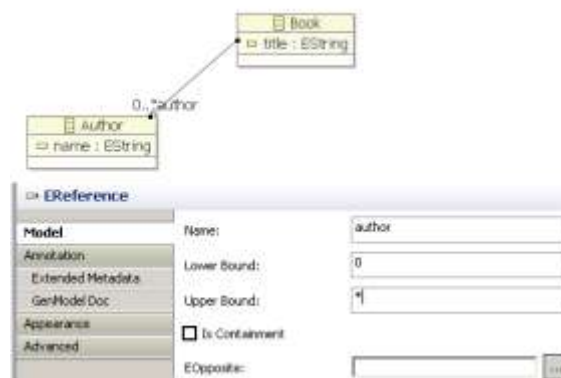 Book
title : EString
0..*author
Author
name : EString
EReference
Model
Name:
author
Annotation
Lower Bound:
0
Extended Metadata
GenModel Doc
Upper Bound:
*
Appearance
Is Containment
Advanced
EOpposite:
...